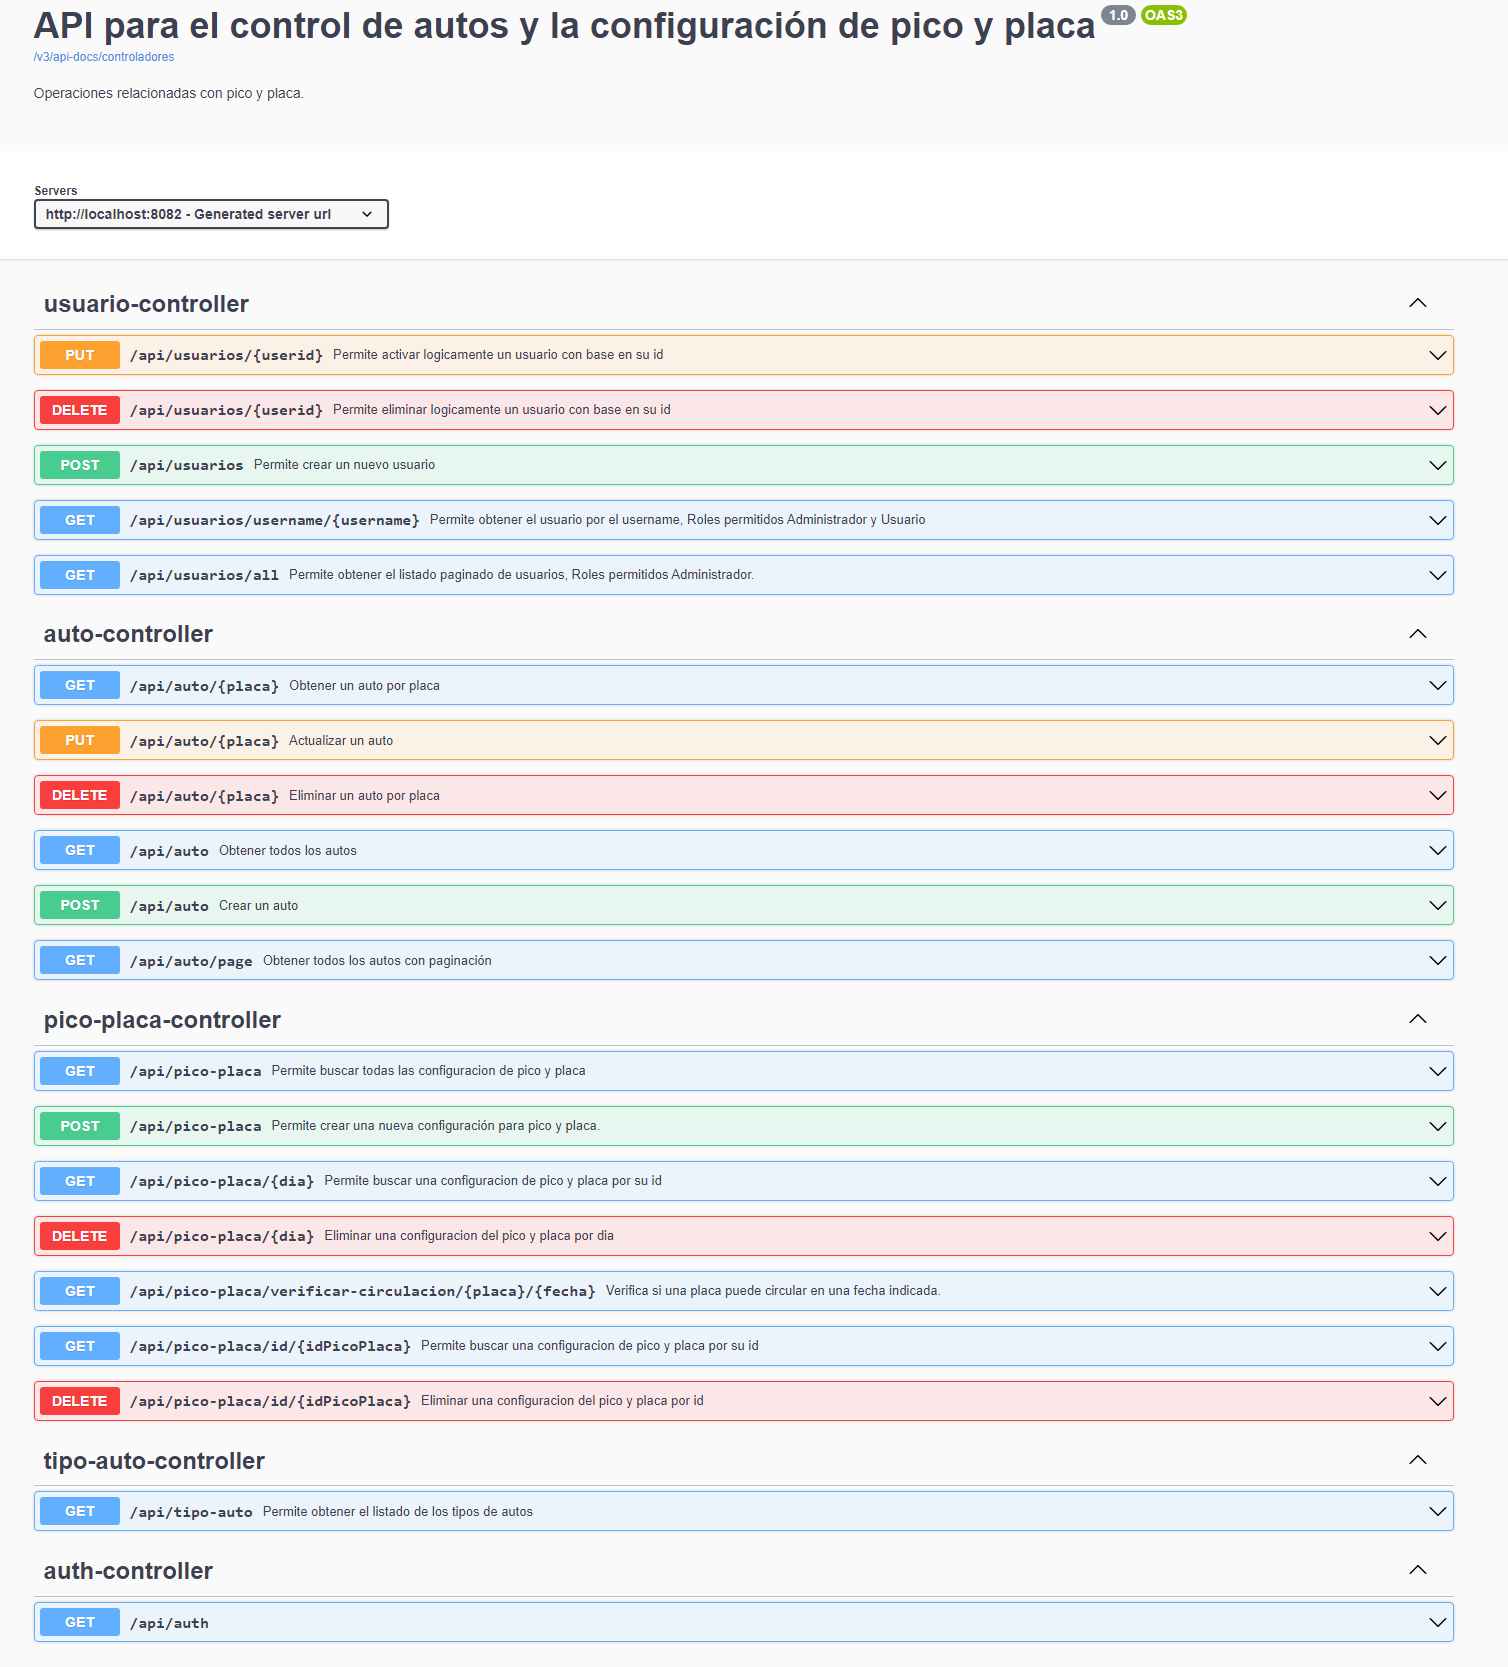 API para el control de autos y la configuración de pico y placa 1.0 OAS3
/v3/api-docs/controladores
Operaciones relacionadas con pico y placa.
Servers
http://localhost:8082 - Generated server url
usuario-controller
PUT /api/usuarios/{userid} Permite activar logicamente un usuario con base en su id
DELETE /api/usuarios/{userid} Permite eliminar logicamente un usuario con base en su id
POST /api/usuarios Permite crear un nuevo usuario
GET /api/usuarios/username/{username} Permite obtener el usuario por el username, Roles permitidos Administrador y Usuario
GET /api/usuarios/all Permite obtener el listado paginado de usuarios, Roles permitidos Administrador.
auto-controller
GET /api/auto/{placa} Obtener un auto por placa
PUT /api/auto/{placa} Actualizar un auto
DELETE /api/auto/{placa} Eliminar un auto por placa
GET /api/auto Obtener todos los autos
POST /api/auto Crear un auto
GET /api/auto/page Obtener todos los autos con paginación
pico-placa-controller
GET /api/pico-placa Permite buscar todas las configuracion de pico y placa
POST /api/pico-placa Permite crear una nueva configuración para pico y placa.
GET /api/pico-placa/{dia} Permite buscar una configuracion de pico y placa por su id
DELETE /api/pico-placa/{dia} Eliminar una configuracion del pico y placa por dia
GET /api/pico-placa/verificar-circulacion/{placa}/{fecha} Verifica si una placa puede circular en una fecha indicada.
GET /api/pico-placa/id/{idPicoPlaca} Permite buscar una configuracion de pico y placa por su id
DELETE /api/pico-placa/id/{idPicoPlaca} Eliminar una configuracion del pico y placa por id
tipo-auto-controller
GET /api/tipo-auto Permite obtener el listado de los tipos de autos
auth-controller
GET /api/auth